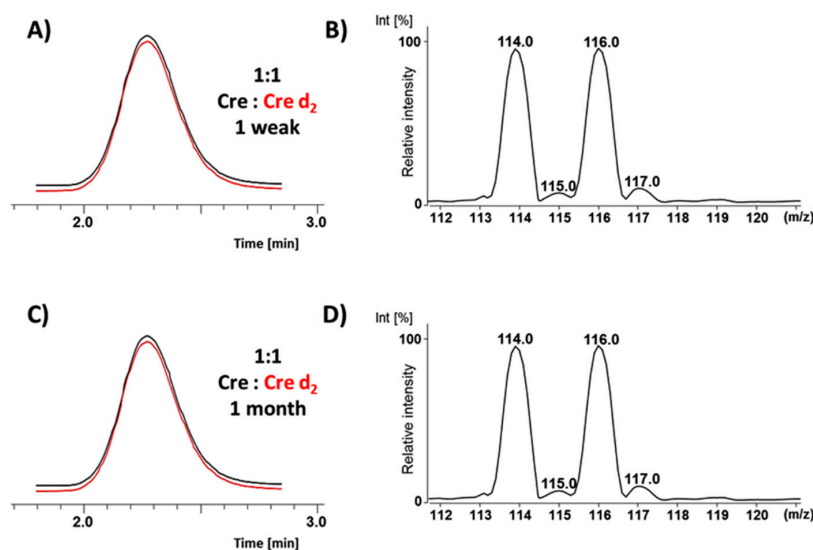 A)
1:1
Cre : Cre d₂
1 weak
2.0 3.0
Time [min]
B)
Int [%]
100
Relative intensity
0
114.0 116.0
115.0 117.0
112 113 114 115 116 117 118 119 120 (m/z)
C)
1:1
Cre : Cre d₂
1 month
2.0 3.0
Time [min]
D)
Int [%]
100
Relative intensity
0
114.0 116.0
115.0 117.0
112 113 114 115 116 117 118 119 120 (m/z)